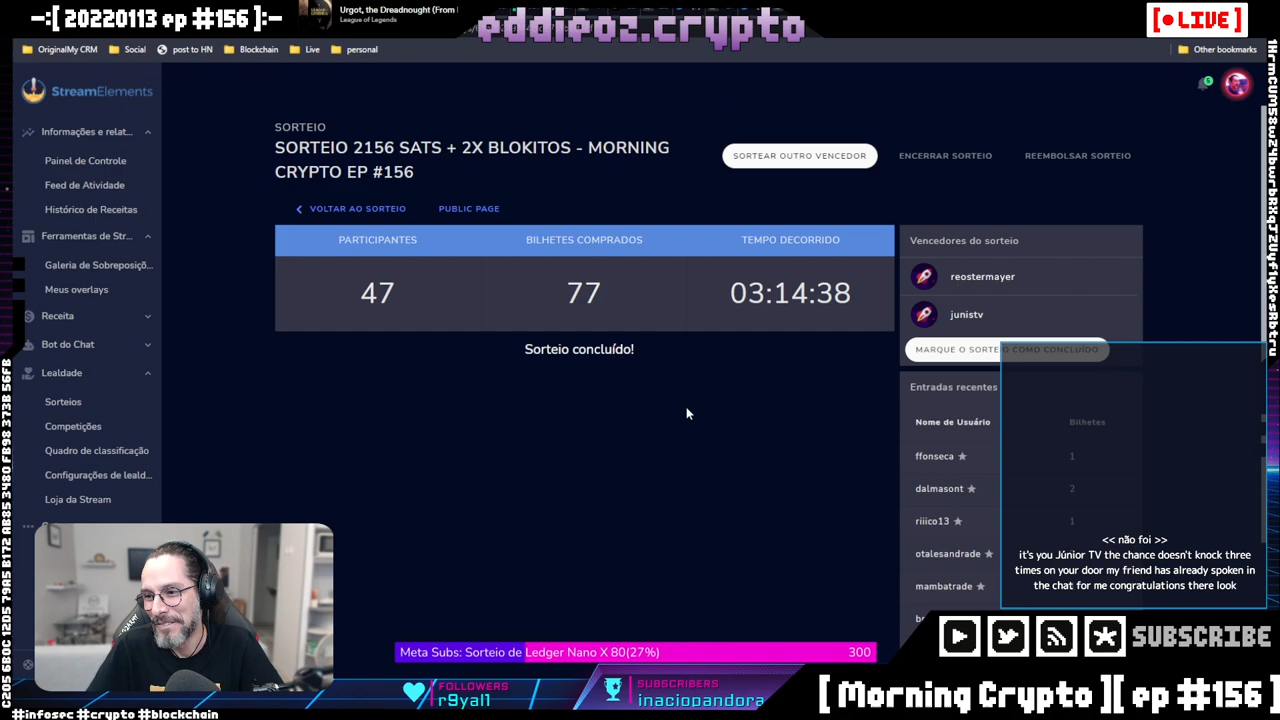 -:[ 20220113 ep #156 ]:-
Urgot, the Dreadnought (From l
League of Legends
eddieoz.crypto
[● LIVE]
OriginalMy CRM
Social
post to HN
Blockchain
Live
personal
Other bookmarks
StreamElements
6
Informações e relat...
Painel de Controle
Feed de Atividade
Histórico de Receitas
Ferramentas de Str...
Galeria de Sobreposiçõ...
Meus overlays
Receita
Bot do Chat
Lealdade
Sorteios
Competições
Quadro de classificação
Configurações de leald...
Loja da Stream
SORTEIO
SORTEIO 2156 SATS + 2X BLOKITOS - MORNING
CRYPTO EP #156
SORTEAR OUTRO VENCEDOR
ENCERRAR SORTEIO
REEMBOLSAR SORTEIO
VOLTAR AO SORTEIO
PUBLIC PAGE
PARTICIPANTES
BILHETES COMPRADOS
TEMPO DECORRIDO
47
77
03:14:38
Sorteio concluído!
Vencedores do sorteio
reostermayer
junistv
MARQUE O SORTEIO COMO CONCLUÍDO
Entradas recentes
Nome de Usuário
Bilhetes
ffonseca ★
1
dalmasont ★
2
riiico13 ★
1
otalesandrade ★
mambatrade ★
<< não foi >>
it's you Júnior TV the chance doesn't knock three
times on your door my friend has already spoken in
the chat for me congratulations there look
Meta Subs: Sorteio de Ledger Nano X 80(27%)
300
FOLLOWERS
r9yal1
SUBSCRIBERS
inaciopandora
SUBSCRIBE
[ Morning Crypto ][ ep #156 ]
#infosec #crypto #blockchain